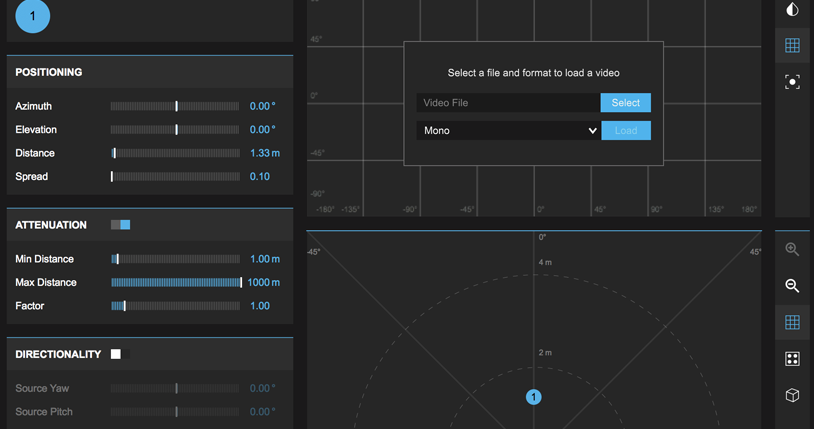 1
POSITIONING
Azimuth 0.00 °
Elevation 0.00 °
Distance 1.33 m
Spread 0.10
ATTENUATION
Min Distance 1.00 m
Max Distance 1000 m
Factor 1.00
DIRECTIONALITY
Source Yaw 0.00 °
Source Pitch 0.00 °
45°
0°
-45°
-90°
-180° -135° -90° -45° 0° 45° 90° 135° 180°
Select a file and format to load a video
Video File Select
Mono Load
0°
-45° 45°
4 m
2 m
1